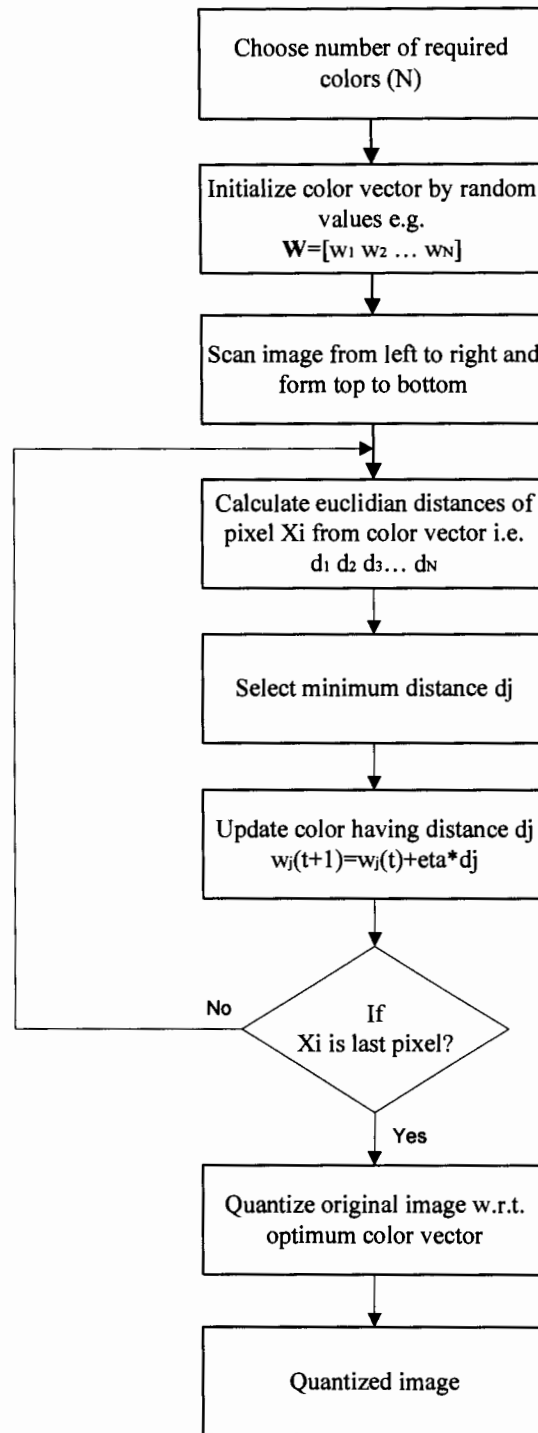 Choose number of required
colors (N)
Initialize color vector by random
values e.g.
W=[w1 w2 … wN]
Scan image from left to right and
form top to bottom
Calculate euclidian distances of
pixel Xi from color vector i.e.
d1 d2 d3… dN
Select minimum distance dj
Update color having distance dj
wj(t+1)=wj(t)+eta*dj
If
Xi is last pixel?
No
Yes
Quantize original image w.r.t.
optimum color vector
Quantized image